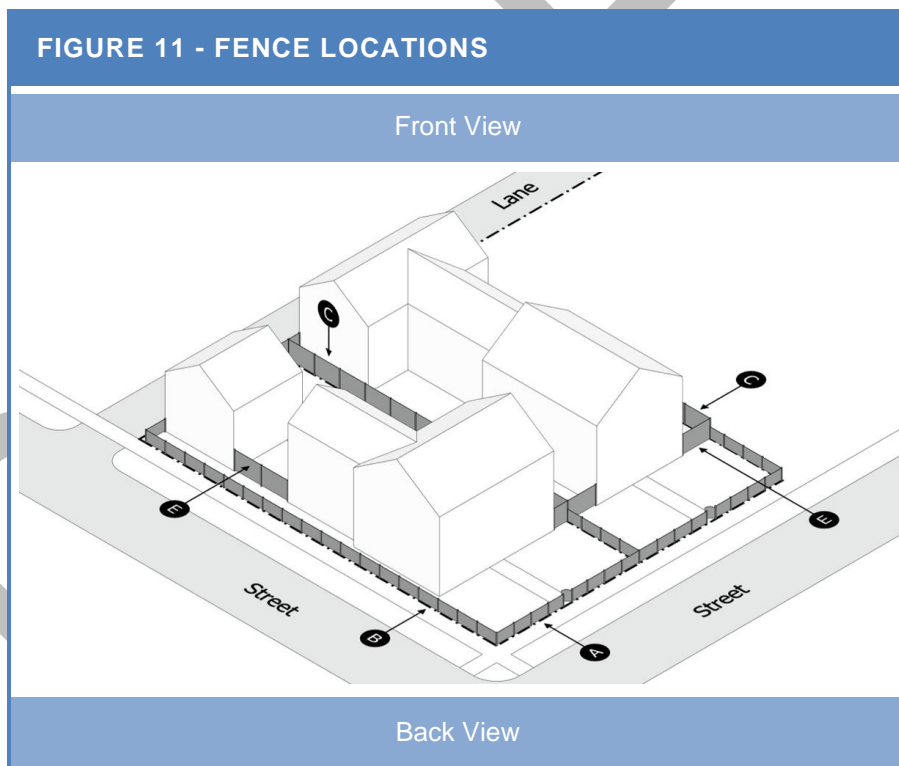 FIGURE 11 - FENCE LOCATIONS
Front View
Lane
C
C
E
E
Street
Street
B
A
Back View